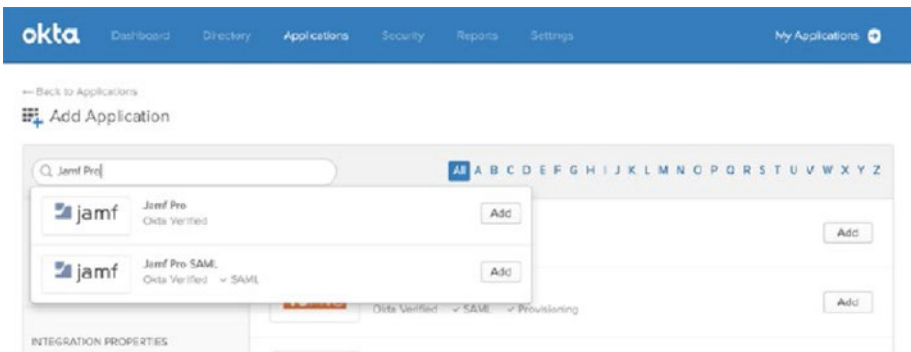 okta Dashboard Directory Applications Security Reports Settings My Applications
← Back to Applications
Add Application
Jamf Pro
All A B C D E F G H I J K L M N O P Q R S T U V W X Y Z
jamf Jamf Pro Add
Okta Verified
Add
jamf Jamf Pro SAML Add
Okta Verified ✓ SAML
Add
Okta Verified ✓ SAML ✓ Provisioning
INTEGRATION PROPERTIES